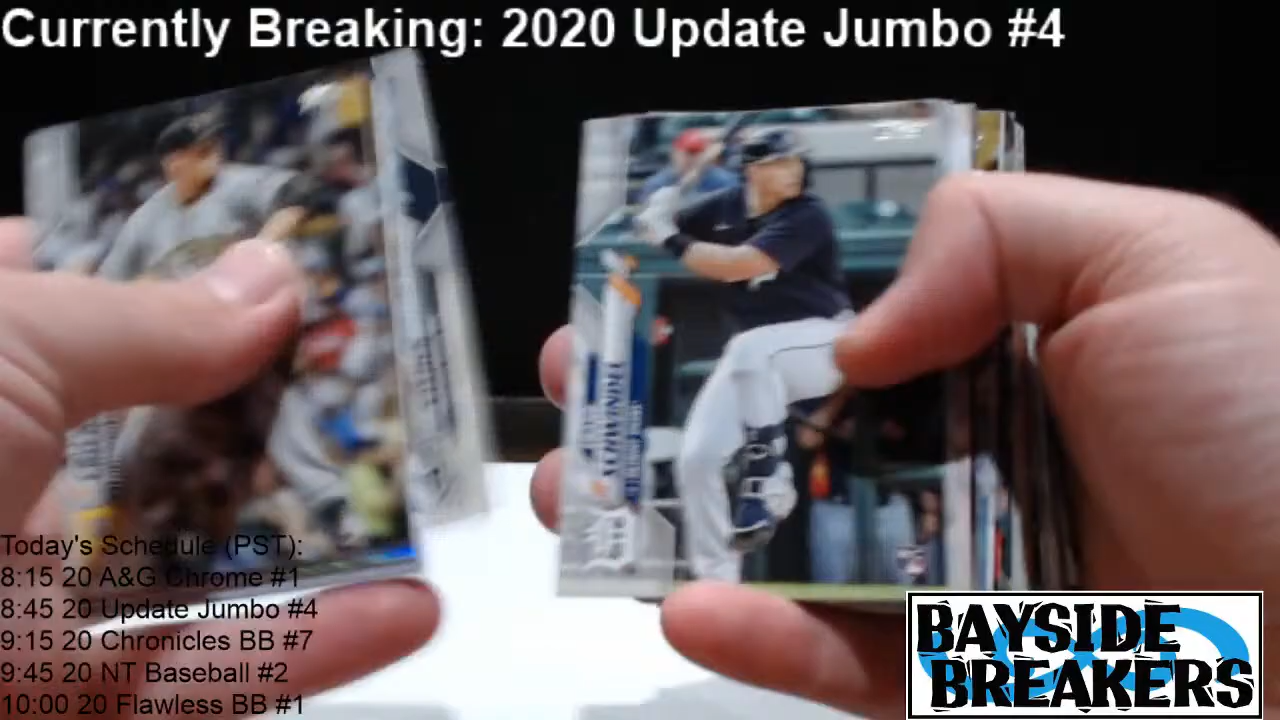 Currently Breaking: 2020 Update Jumbo #4
Today's Schedule (PST):
8:15 20 A&G Chrome #1
8:45 20 Update Jumbo #4
9:15 20 Chronicles BB #7
9:45 20 NT Baseball #2
10:00 20 Flawless BB #1
BAYSIDE
BREAKERS